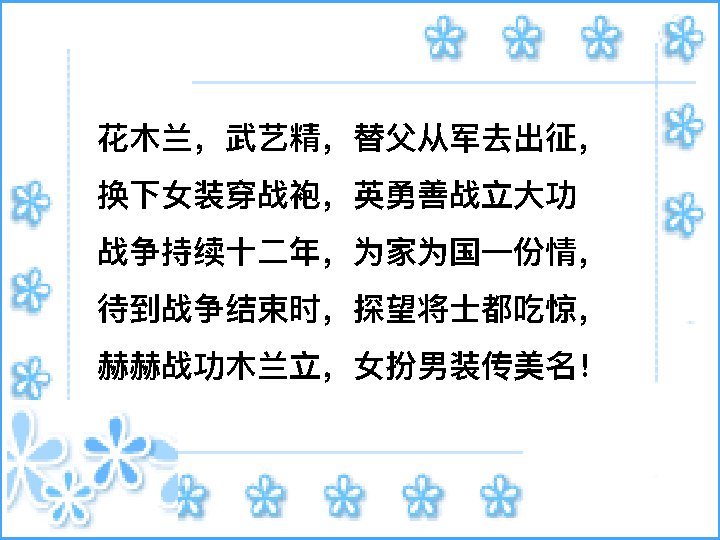 花木兰，武艺精，替父从军去出征，
换下女装穿战袍，英勇善战立大功
战争持续十二年，为家为国一份情，
待到战争结束时，探望将士都吃惊，
赫赫战功木兰立，女扮男装传美名！